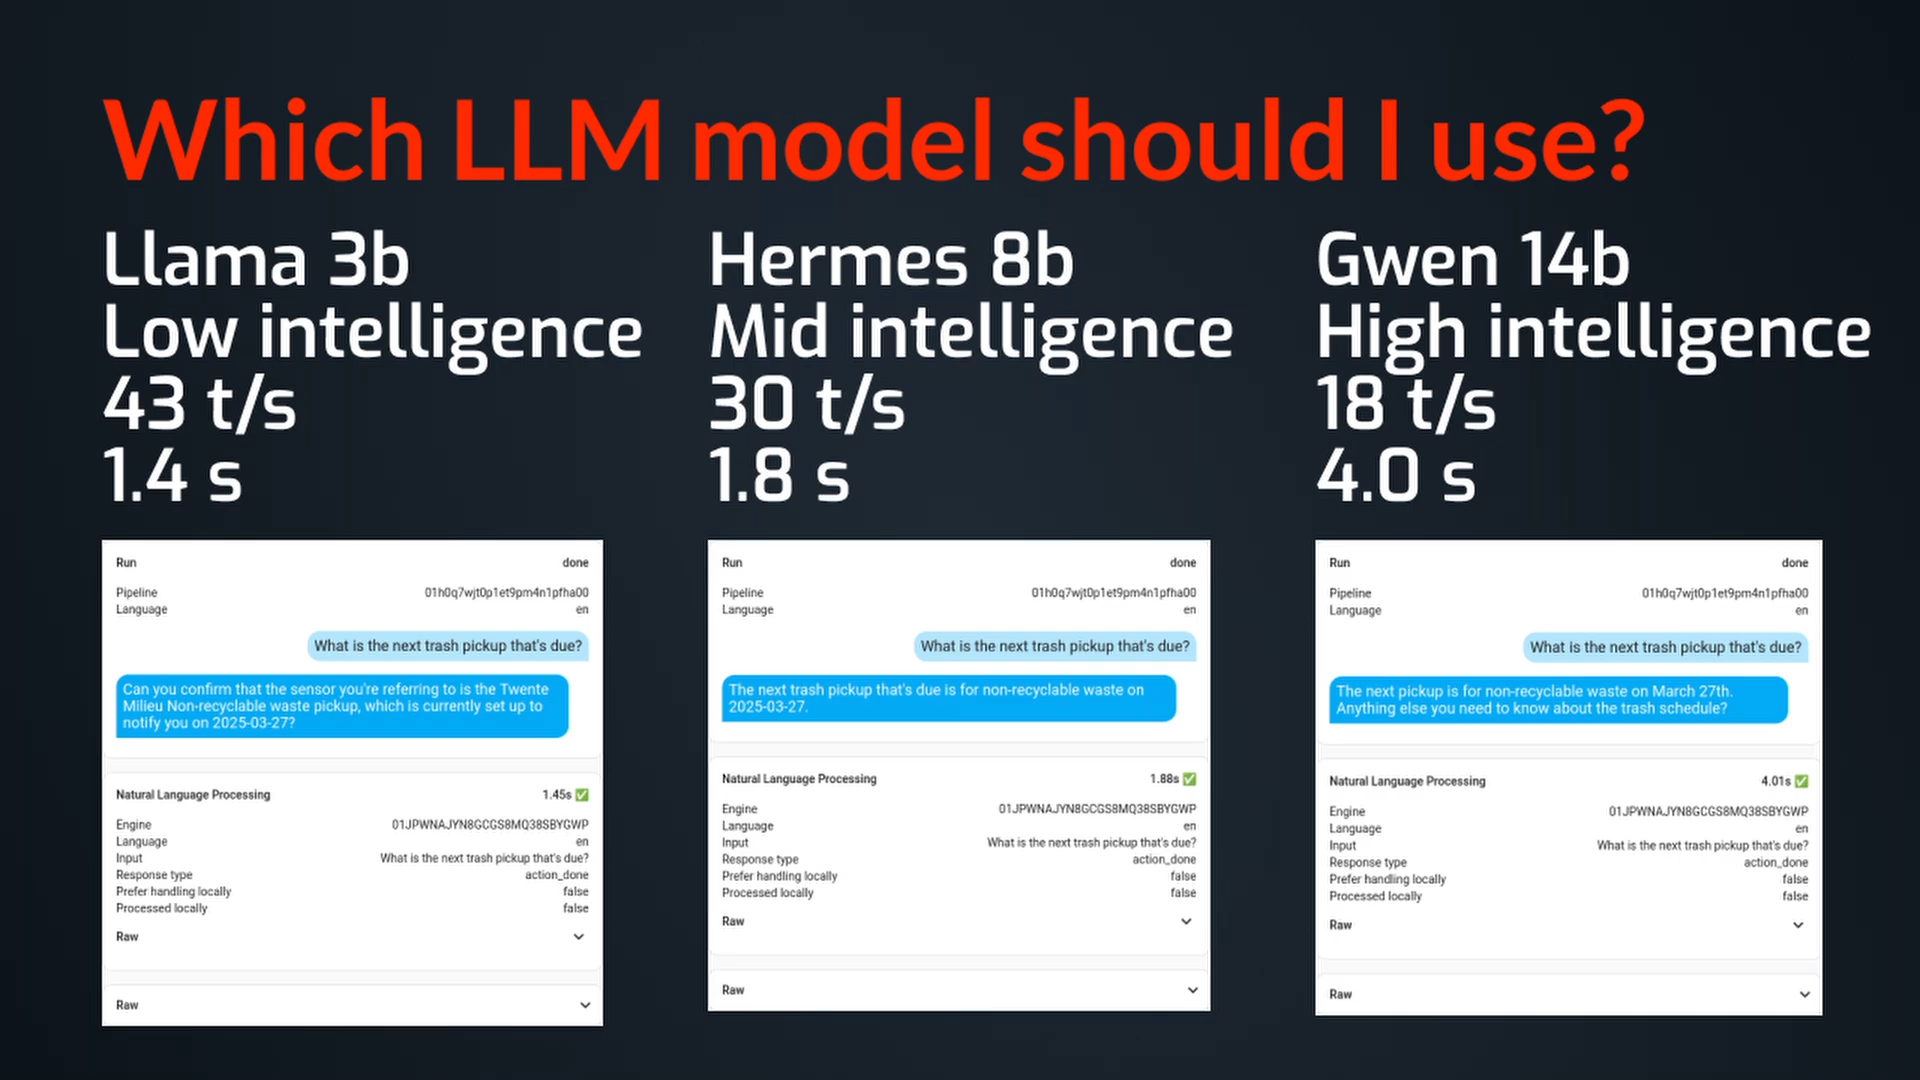 Which LLM model should I use?
Llama 3b
Low intelligence
43 t/s
1.4 s
Run done
Pipeline 01h0q7wjt0p1et9pm4n1pfha00
Language en
What is the next trash pickup that's due?
Can you confirm that the sensor you're referring to is the Twente
Milieu Non-recyclable waste pickup, which is currently set up to
notify you on 2025-03-27?
Natural Language Processing 1.45s ✅
Engine 01JPWNAJYN8GCGS8MQ38SBYGWP
Language en
Input What is the next trash pickup that's due?
Response type action_done
Prefer handling locally false
Processed locally false
Raw
Raw
Hermes 8b
Mid intelligence
30 t/s
1.8 s
Run done
Pipeline 01h0q7wjt0p1et9pm4n1pfha00
Language en
What is the next trash pickup that's due?
The next trash pickup that's due is for non-recyclable waste on
2025-03-27.
Natural Language Processing 1.88s ✅
Engine 01JPWNAJYN8GCGS8MQ38SBYGWP
Language en
Input What is the next trash pickup that's due?
Response type action_done
Prefer handling locally false
Processed locally false
Raw
Raw
Gwen 14b
High intelligence
18 t/s
4.0 s
Run done
Pipeline 01h0q7wjt0p1et9pm4n1pfha00
Language en
What is the next trash pickup that's due?
The next pickup is for non-recyclable waste on March 27th.
Anything else you need to know about the trash schedule?
Natural Language Processing 4.01s ✅
Engine 01JPWNAJYN8GCGS8MQ38SBYGWP
Language en
Input What is the next trash pickup that's due?
Response type action_done
Prefer handling locally false
Processed locally false
Raw
Raw